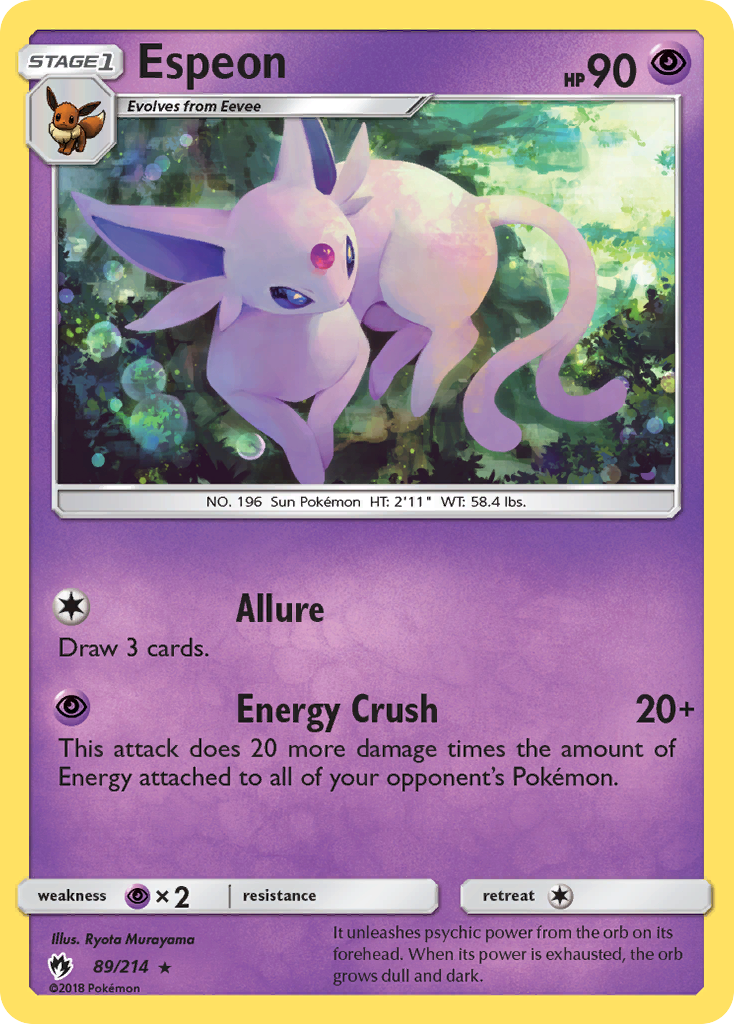 STAGE1
Espeon
HP 90
Evolves from Eevee
NO. 196 Sun Pokémon HT: 2'11" WT: 58.4 lbs.
Allure
Draw 3 cards.
Energy Crush 20+
This attack does 20 more damage times the amount of
Energy attached to all of your opponent's Pokémon.
weakness ×2 resistance retreat
Illus. Ryota Murayama
89/214 ★
©2018 Pokémon
It unleashes psychic power from the orb on its
forehead. When its power is exhausted, the orb
grows dull and dark.